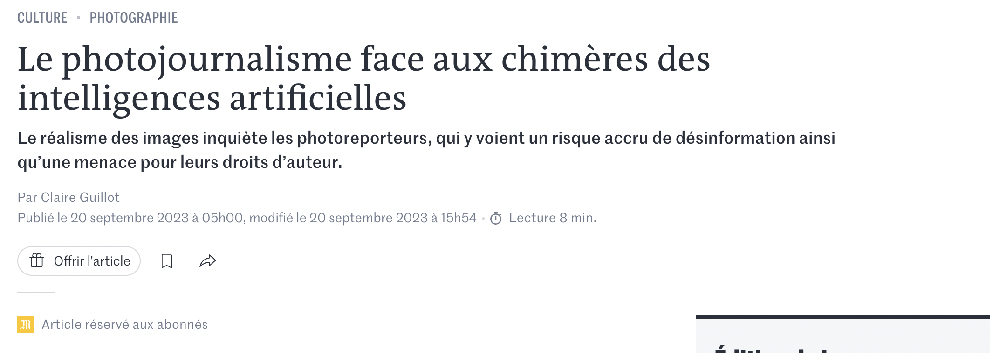 CULTURE • PHOTOGRAPHIE
Le photojournalisme face aux chimères des
intelligences artificielles
Le réalisme des images inquiète les photoreporteurs, qui y voient un risque accru de désinformation ainsi
qu’une menace pour leurs droits d’auteur.
Par Claire Guillot
Publié le 20 septembre 2023 à 05h00, modifié le 20 septembre 2023 à 15h54 • Lecture 8 min.
Offrir l’article
M Article réservé aux abonnés